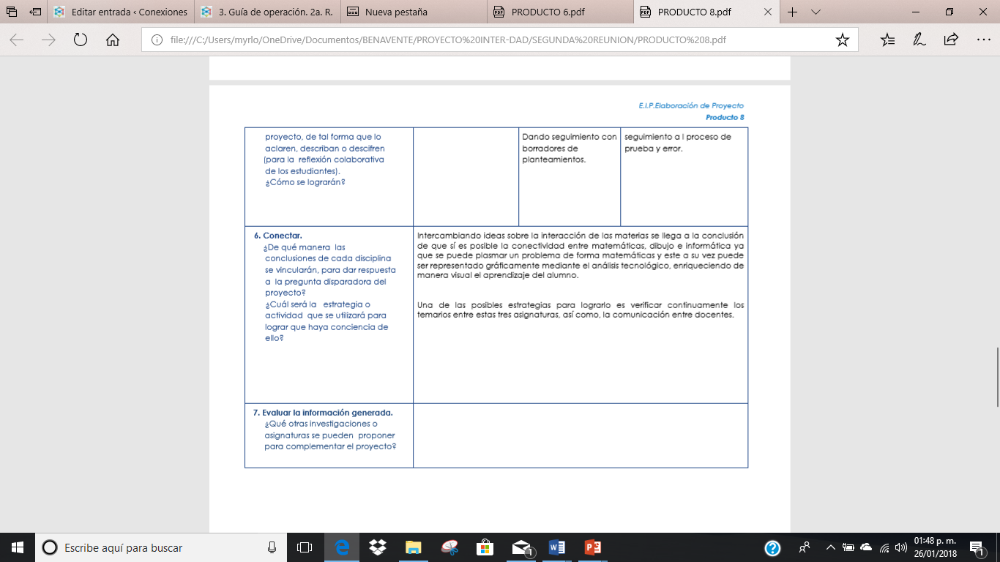 Editar entrada ‹ Conexiones
3. Guía de operación. 2a. R.
Nueva pestaña
PRODUCTO 6.pdf
PRODUCTO 8.pdf
file:///C:/Users/myrlo/OneDrive/Documentos/BENAVENTE/PROYECTO%20INTER-DAD/SEGUNDA%20REUNION/PRODUCTO%208.pdf
E.I.P.Elaboración de Proyecto
Producto 8
proyecto, de tal forma que lo
aclaren, describan o descifren
(para la reflexión colaborativa
de los estudiantes).
¿Cómo se lograrán?
Dando seguimiento con
borradores de
planteamientos.
seguimiento a l proceso de
prueba y error.
6. Conectar.
¿De qué manera las
conclusiones de cada disciplina
se vincularán, para dar respuesta
a la pregunta disparadora del
proyecto?
¿Cuál será la estrategia o
actividad que se utilizará para
lograr que haya conciencia de
ello?
Intercambiando ideas sobre la interacción de las materias se llega a la conclusión
de que sí es posible la conectividad entre matemáticas, dibujo e informática ya
que se puede plasmar un problema de forma matemáticas y este a su vez puede
ser representado gráficamente mediante el análisis tecnológico, enriqueciendo de
manera visual el aprendizaje del alumno.
Una de las posibles estrategias para lograrlo es verificar continuamente los
temarios entre estas tres asignaturas, así como, la comunicación entre docentes.
7. Evaluar la información generada.
¿Qué otras investigaciones o
asignaturas se pueden proponer
para complementar el proyecto?
Escribe aquí para buscar
1
01:48 p. m.
26/01/2018
1